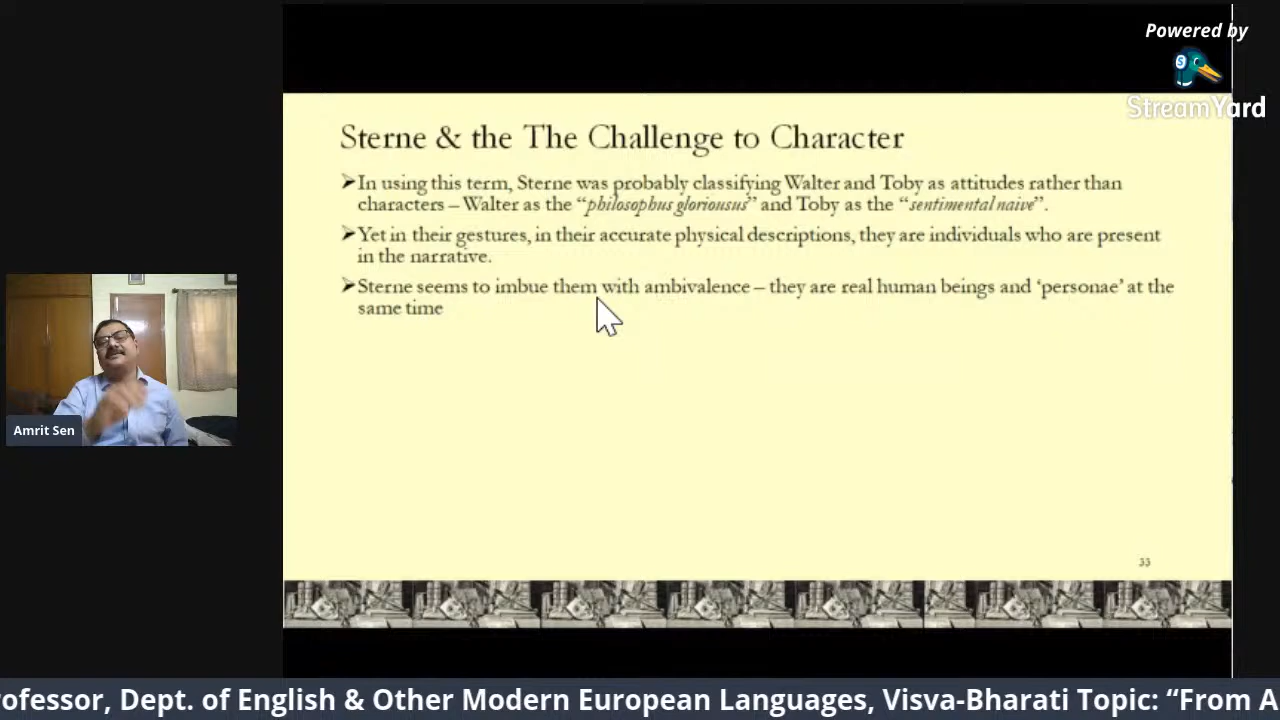 Powered by
StreamYard
Sterne & the The Challenge to Character
➤In using this term, Sterne was probably classifying Walter and Toby as attitudes rather than
characters – Walter as the “philosophus glorious​us” and Toby as the “sentimental naive”.
➤Yet in their gestures, in their accurate physical descriptions, they are individuals who are present
in the narrative.
➤Sterne seems to imbue them with ambivalence – they are real human beings and ‘personae’ at the
same time
33
Amrit Sen
rofessor, Dept. of English & Other Modern European Languages, Visva-Bharati Topic: “From A